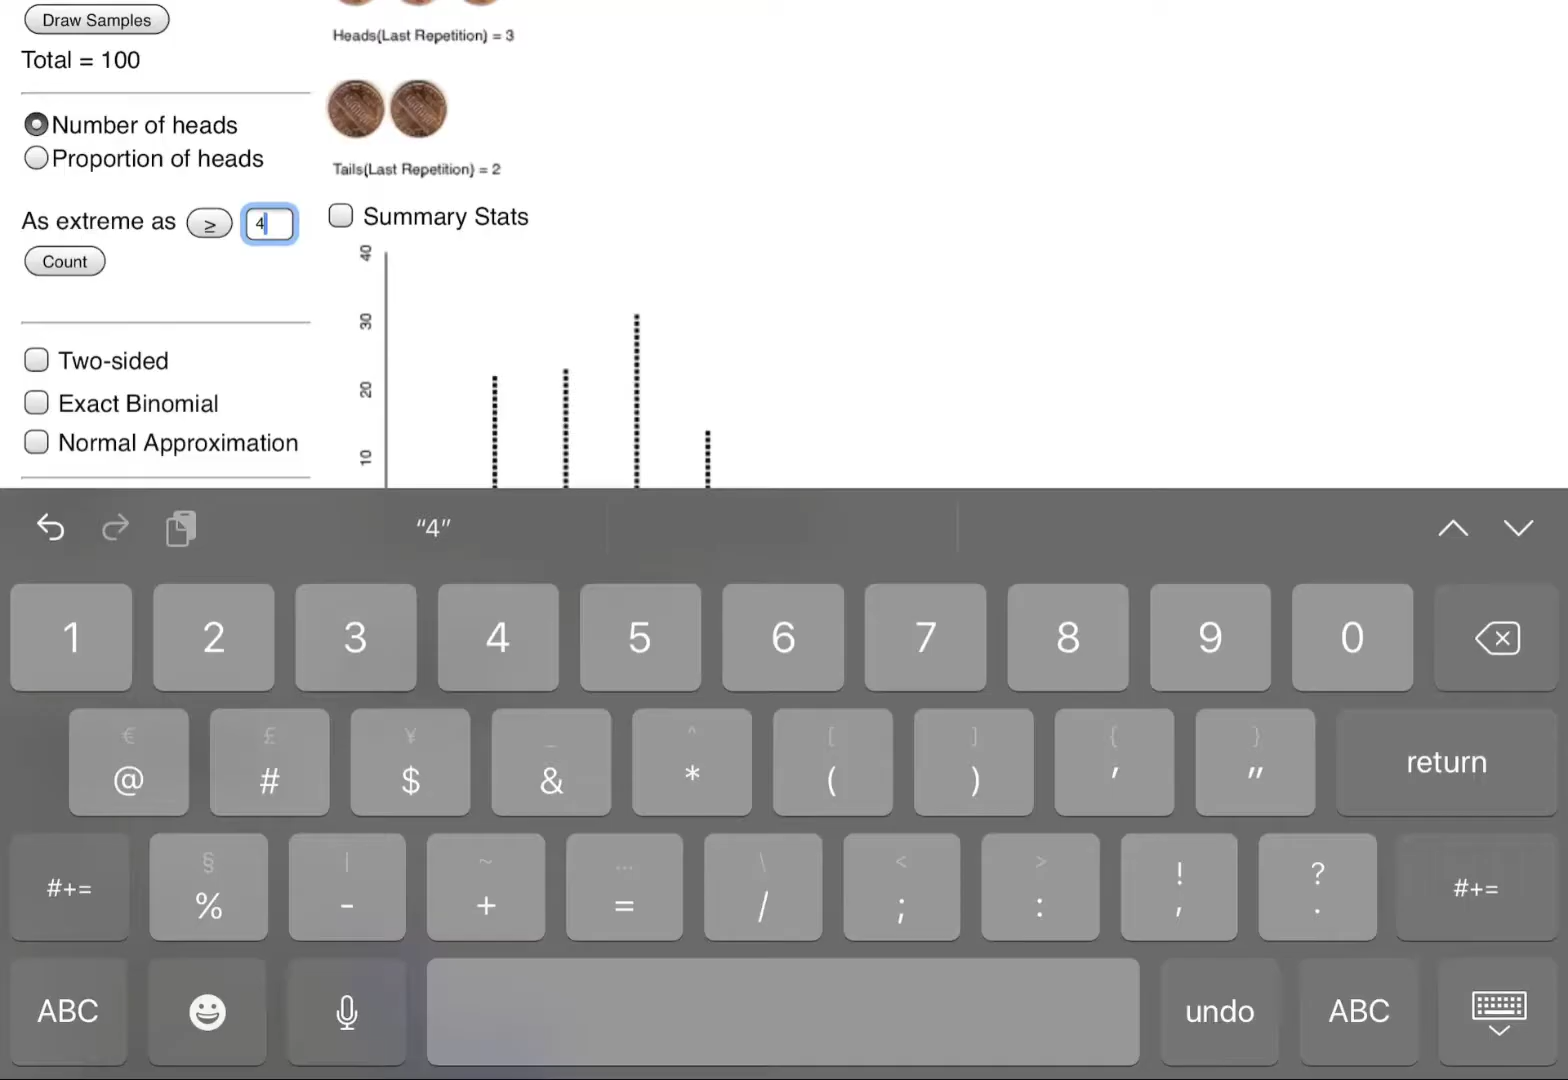 Draw Samples
Heads(Last Repetition) = 3
Total = 100
Number of heads
Proportion of heads
Tails(Last Repetition) = 2
As extreme as ≥ 4
Summary Stats
Count
40
30
20
10
Two-sided
Exact Binomial
Normal Approximation
“4”
1 2 3 4 5 6 7 8 9 0
€ £ ¥ _ ^ [ ] { }
@ # $ & * ( ) ' " return
§ | ~ … \ < > ! ?
#+= % - + = / ; : , . #+=
ABC undo ABC